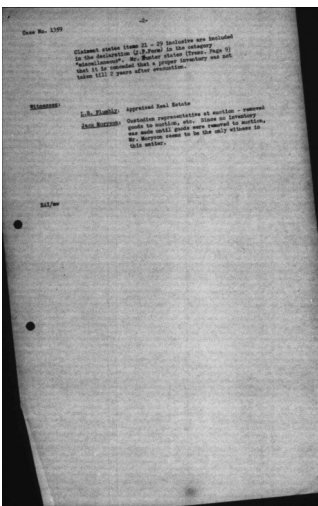 -2-
Case No. 1399
Claimant states items 21 - 29 inclusive are included
in the declaration (J.P.Form) in the category
"miscellaneous". Mr. Hunter states (Trans. Page 9)
that it is conceded that a proper inventory was not
taken till 2 years after evacuation.
Witnesses:
Appraised Real Estate
Custodian representative at auction - removed
goods to auction, etc. Since no inventory
was made until goods were removed to auction,
Mr. Moryson seems to be the only witness in
this matter.